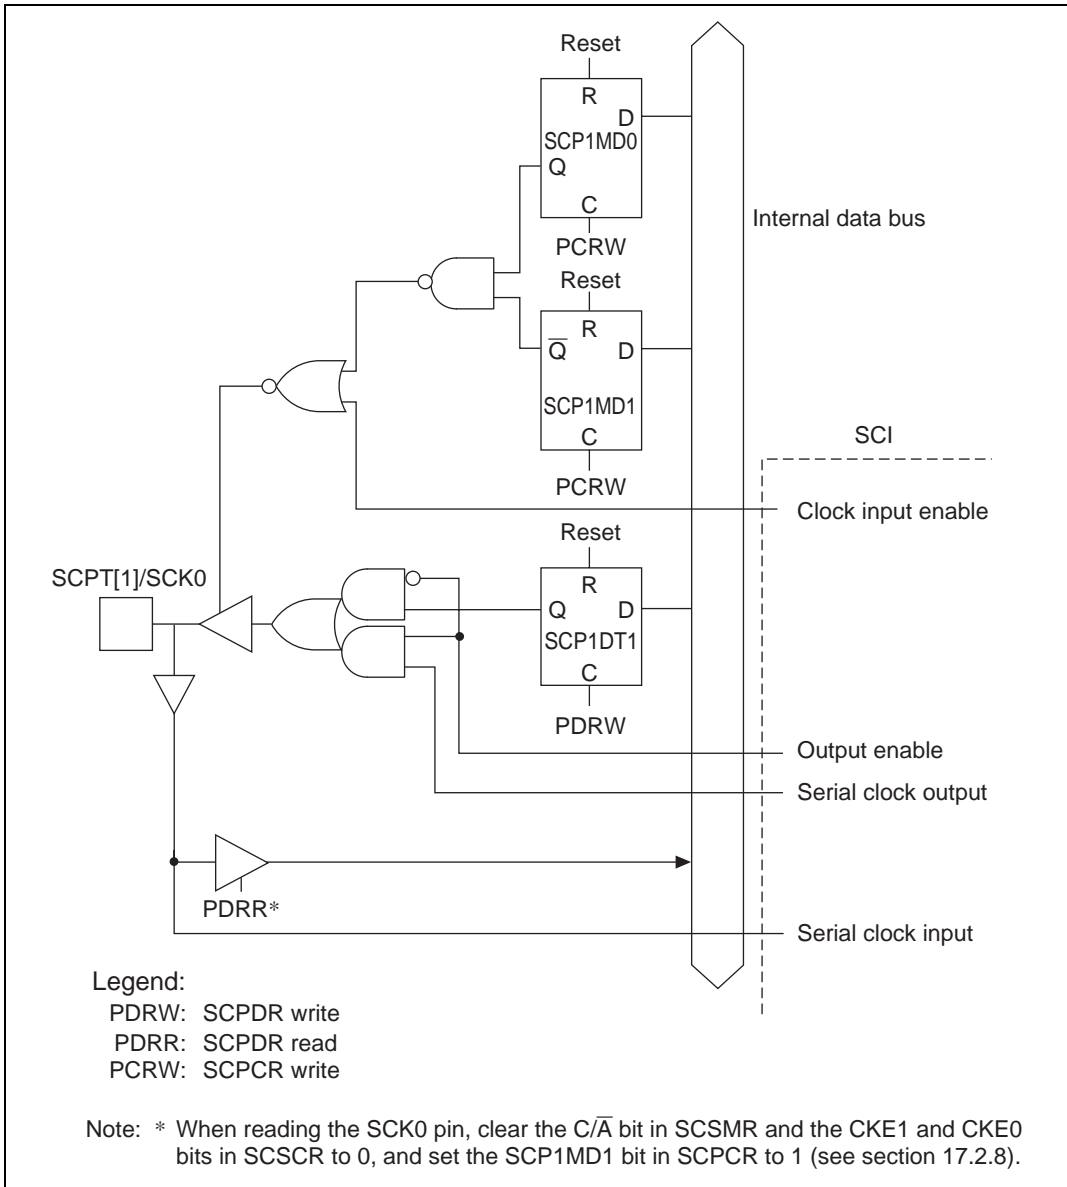 Reset
R
D
SCP1MD0
Q
C
PCRW
Internal data bus
Reset
R
Q̅
D
SCP1MD1
C
PCRW
SCI
Clock input enable
Reset
SCPT[1]/SCK0
R
Q
D
SCP1DT1
C
PDRW
Output enable
Serial clock output
PDRR*
Serial clock input
Legend:
PDRW: SCPDR write
PDRR: SCPDR read
PCRW: SCPCR write
Note: * When reading the SCK0 pin, clear the C/A̅ bit in SCSMR and the CKE1 and CKE0
bits in SCSCR to 0, and set the SCP1MD1 bit in SCPCR to 1 (see section 17.2.8).